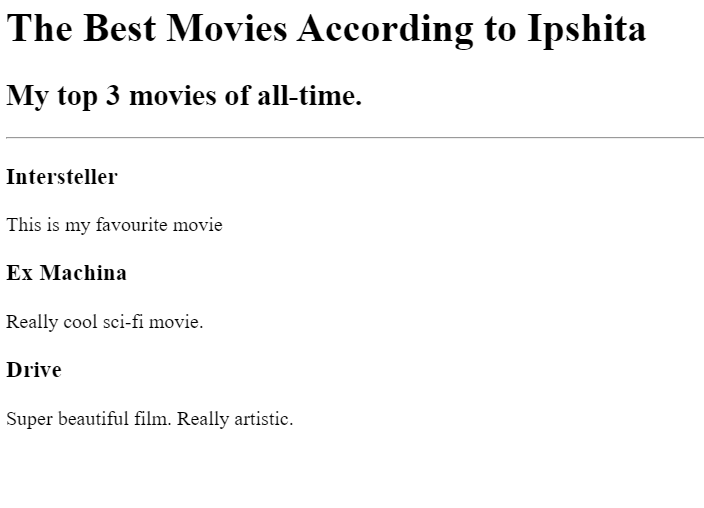 The Best Movies According to Ipshita
My top 3 movies of all-time.
Intersteller
This is my favourite movie
Ex Machina
Really cool sci-fi movie.
Drive
Super beautiful film. Really artistic.